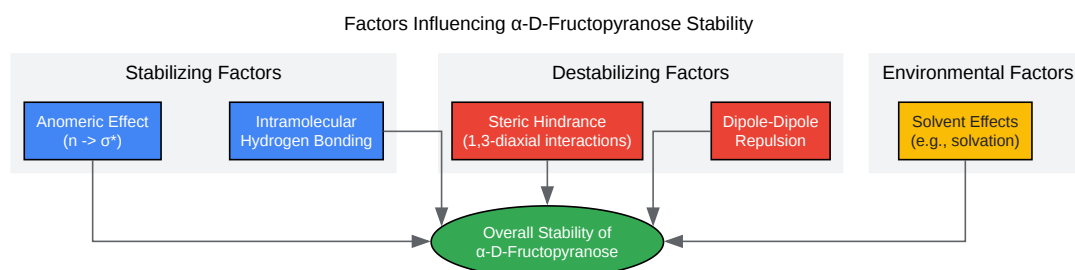 Factors Influencing α-D-Fructopyranose Stability
Stabilizing Factors
Destabilizing Factors
Environmental Factors
Anomeric Effect
(n -> σ*)
Intramolecular
Hydrogen Bonding
Steric Hindrance
(1,3-diaxial interactions)
Dipole-Dipole
Repulsion
Solvent Effects
(e.g., solvation)
Overall Stability of
α-D-Fructopyranose